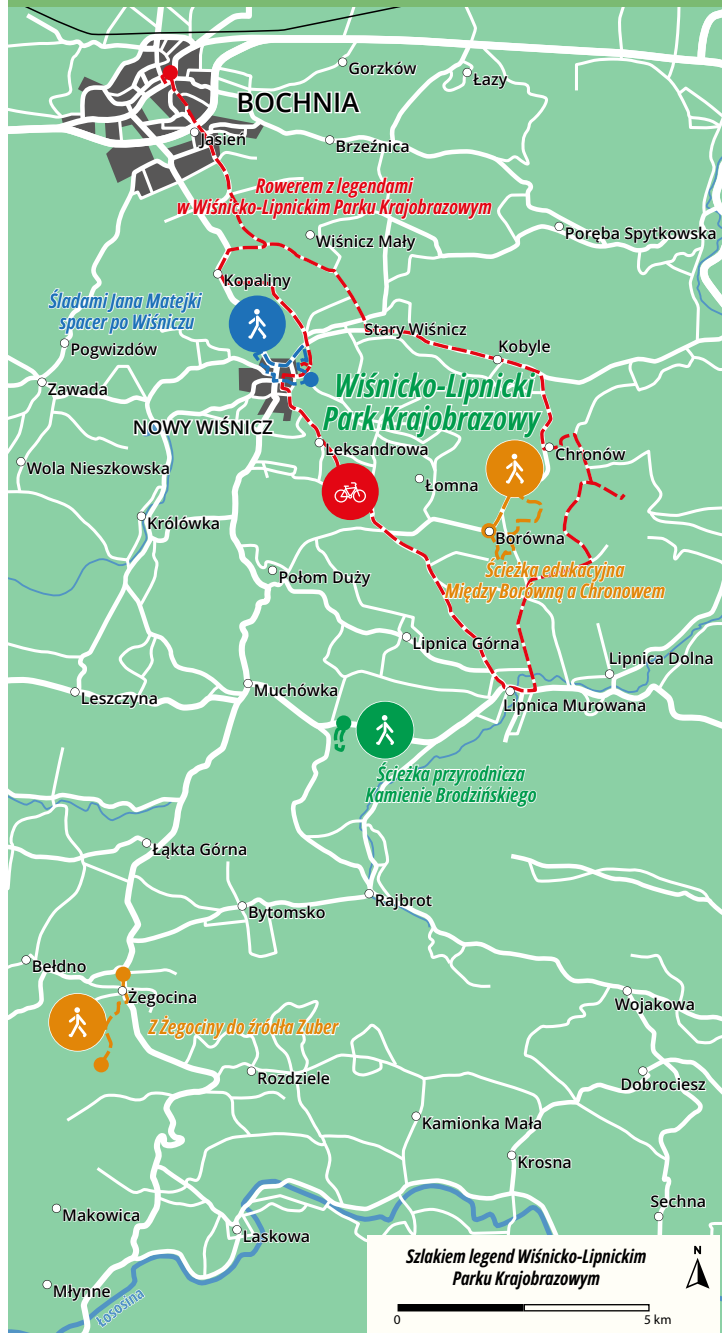 Gorzków
Łazy
BOCHNIA
Jasień
Brzeźnica
Rowerem z legendami
w Wiśnicko-Lipnickim Parku Krajobrazowym
Poręba Spytkowska
Wiśnicz Mały
Kopaliny
Śladami Jana Matejki
spacer po Wiśniczu
Stary Wiśnicz
Pogwizdów
Kobyle
Zawada
Wiśnicko-Lipnicki
Park Krajobrazowy
NOWY WIŚNICZ
Leksandrowa
Chronów
Wola Nieszkowska
Łomna
Królówka
Borówna
Ścieżka edukacyjna
Między Borówną a Chronowem
Połom Duży
Lipnica Górna
Lipnica Dolna
Muchówka
Leszczyna
Lipnica Murowana
Ścieżka przyrodnicza
Kamienie Brodzińskiego
Łąkta Górna
Rajbrot
Bytomsko
Bełdno
Żegocina
Wojakowa
Z Żegociny do źródła Zuber
Rozdziele
Dobrociesz
Kamionka Mała
Krosna
Sechna
Makowica
Laskowa
Młynne
Łososina
Szlakiem legend Wiśnicko-Lipnickim
Parku Krajobrazowym
N
0 5 km